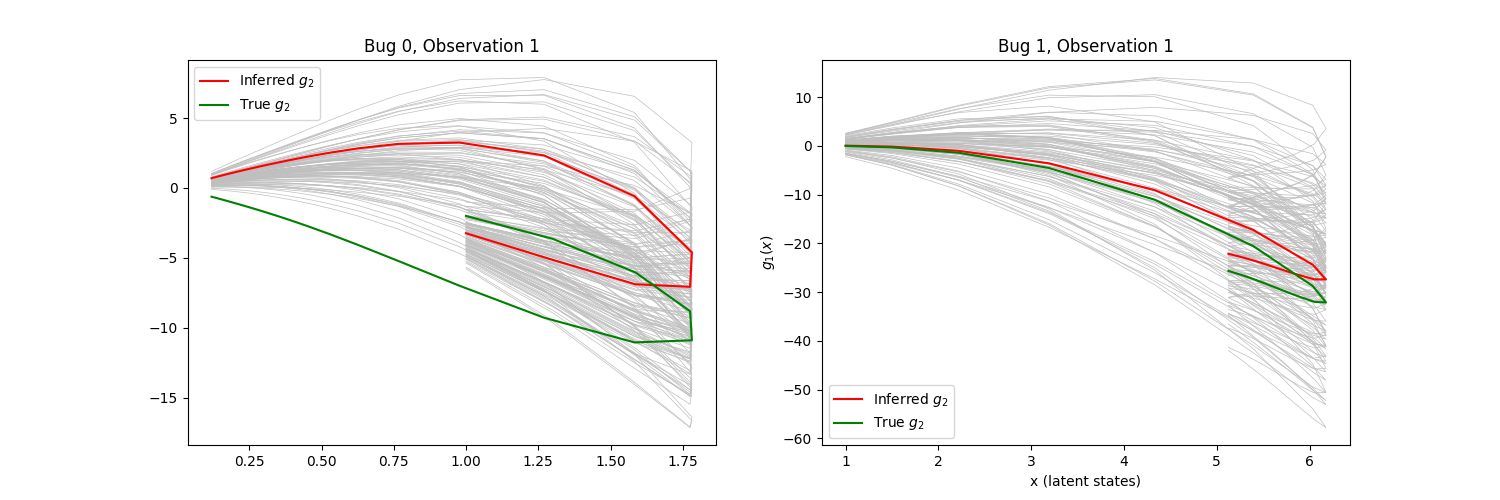 Bug 0, Observation 1
Inferred g₂
True g₂
5
0
−5
−10
−15
0.25 0.50 0.75 1.00 1.25 1.50 1.75
Bug 1, Observation 1
g₁(x)
10
0
−10
−20
−30
−40
−50
−60
Inferred g₂
True g₂
1 2 3 4 5 6
x (latent states)